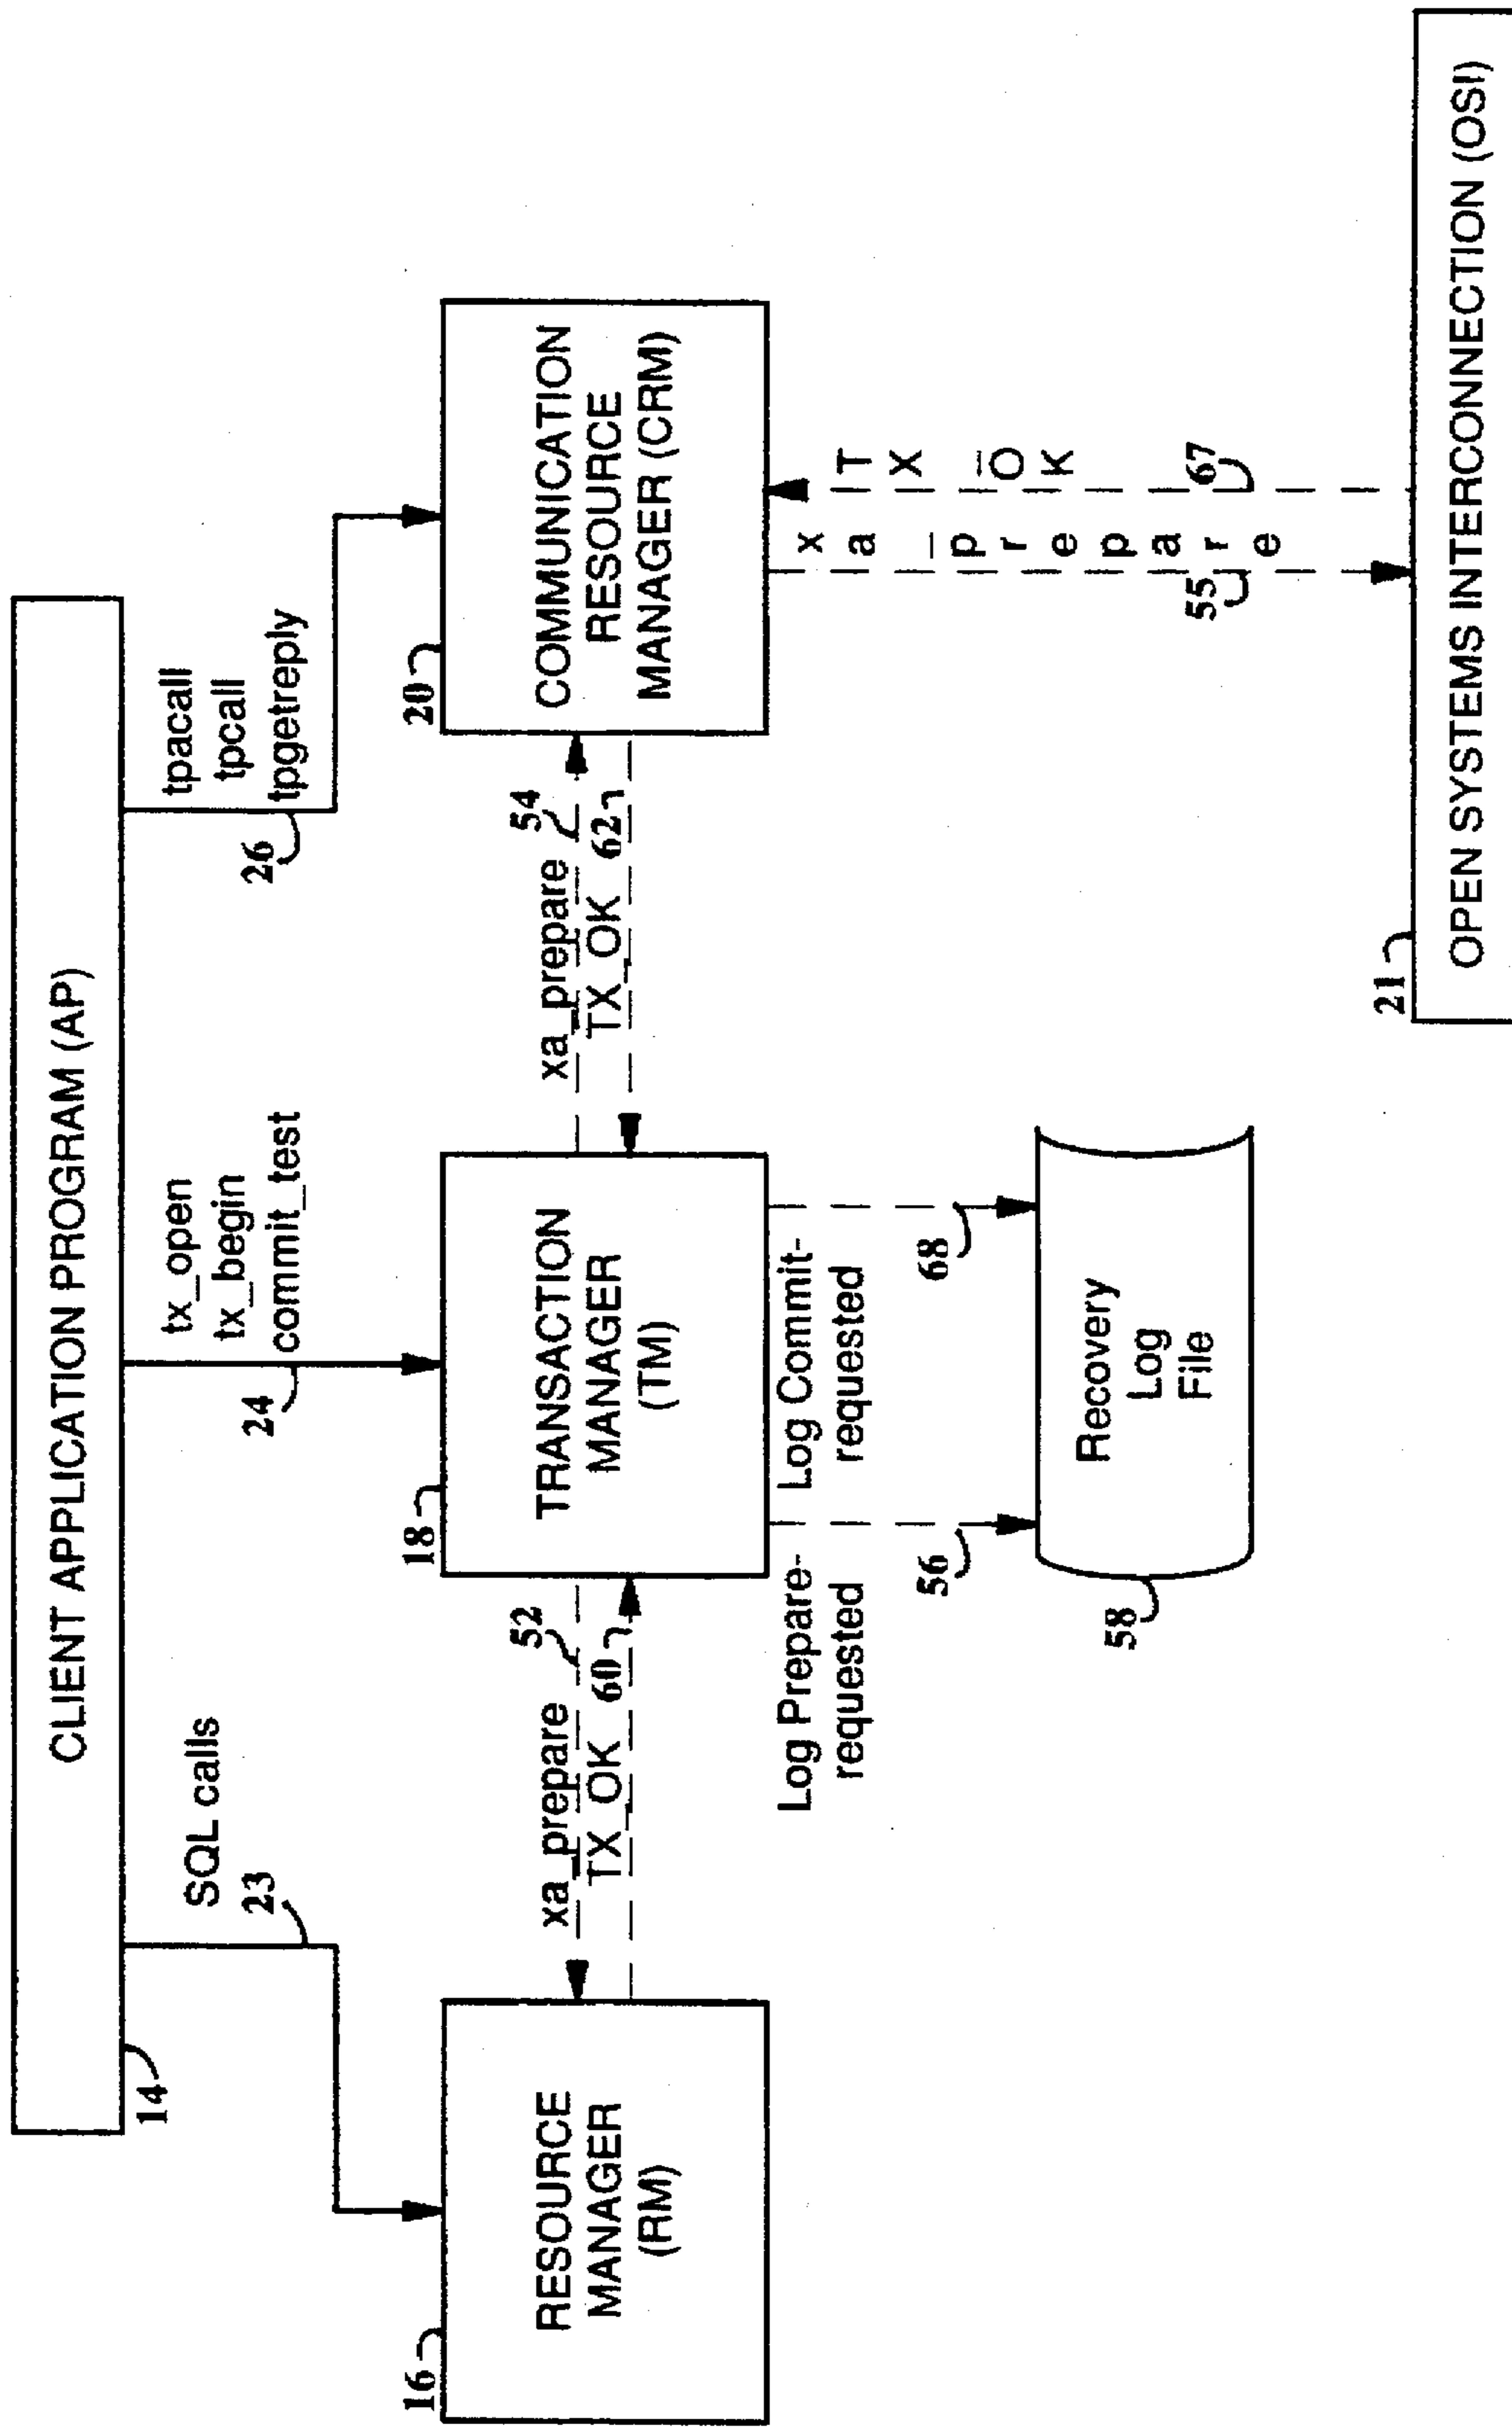 CLIENT APPLICATION PROGRAM (AP)
14
SQL calls
23
tx_open
tx_begin
commit_test
24
tpacall
tpcall
tpgetreply
26
16
RESOURCE
MANAGER
(RM)
xa_prepare
52
TX_OK
60
18
TRANSACTION
MANAGER
(TM)
xa_prepare
54
TX_OK
62
20
COMMUNICATION
RESOURCE
MANAGER (CRM)
Log Prepare-
requested
56
Log Commit-
requested
68
58
Recovery
Log
File
xa_prepare
55
TX_OK
67
21
OPEN SYSTEMS INTERCONNECTION (OSI)